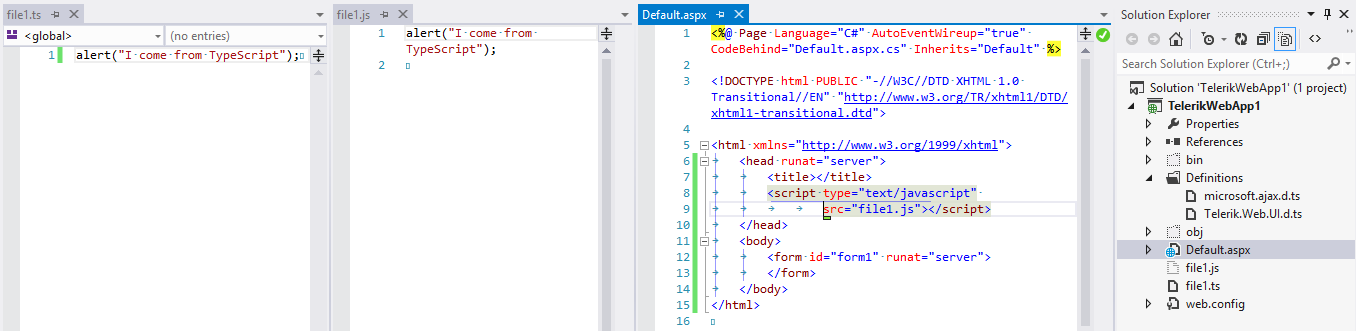 file1.ts
<global>
(no entries)
1 alert("I come from TypeScript");
file1.js
1 alert("I come from
TypeScript");
2
Default.aspx
1 <%@ Page Language="C#" AutoEventWireup="true"
CodeBehind="Default.aspx.cs" Inherits="Default" %>
2
3 <!DOCTYPE html PUBLIC "-//W3C//DTD XHTML 1.0
Transitional//EN" "http://www.w3.org/TR/xhtml1/DTD/
xhtml1-transitional.dtd">
4
5 <html xmlns="http://www.w3.org/1999/xhtml">
6 <head runat="server">
7 <title></title>
8 <script type="text/javascript"
9 src="file1.js"></script>
10 </head>
11 <body>
12 <form id="form1" runat="server">
13 </form>
14 </body>
15 </html>
16
Solution Explorer
Search Solution Explorer (Ctrl+;)
Solution 'TelerikWebApp1' (1 project)
TelerikWebApp1
Properties
References
bin
Definitions
microsoft.ajax.d.ts
Telerik.Web.UI.d.ts
obj
Default.aspx
file1.js
file1.ts
web.config